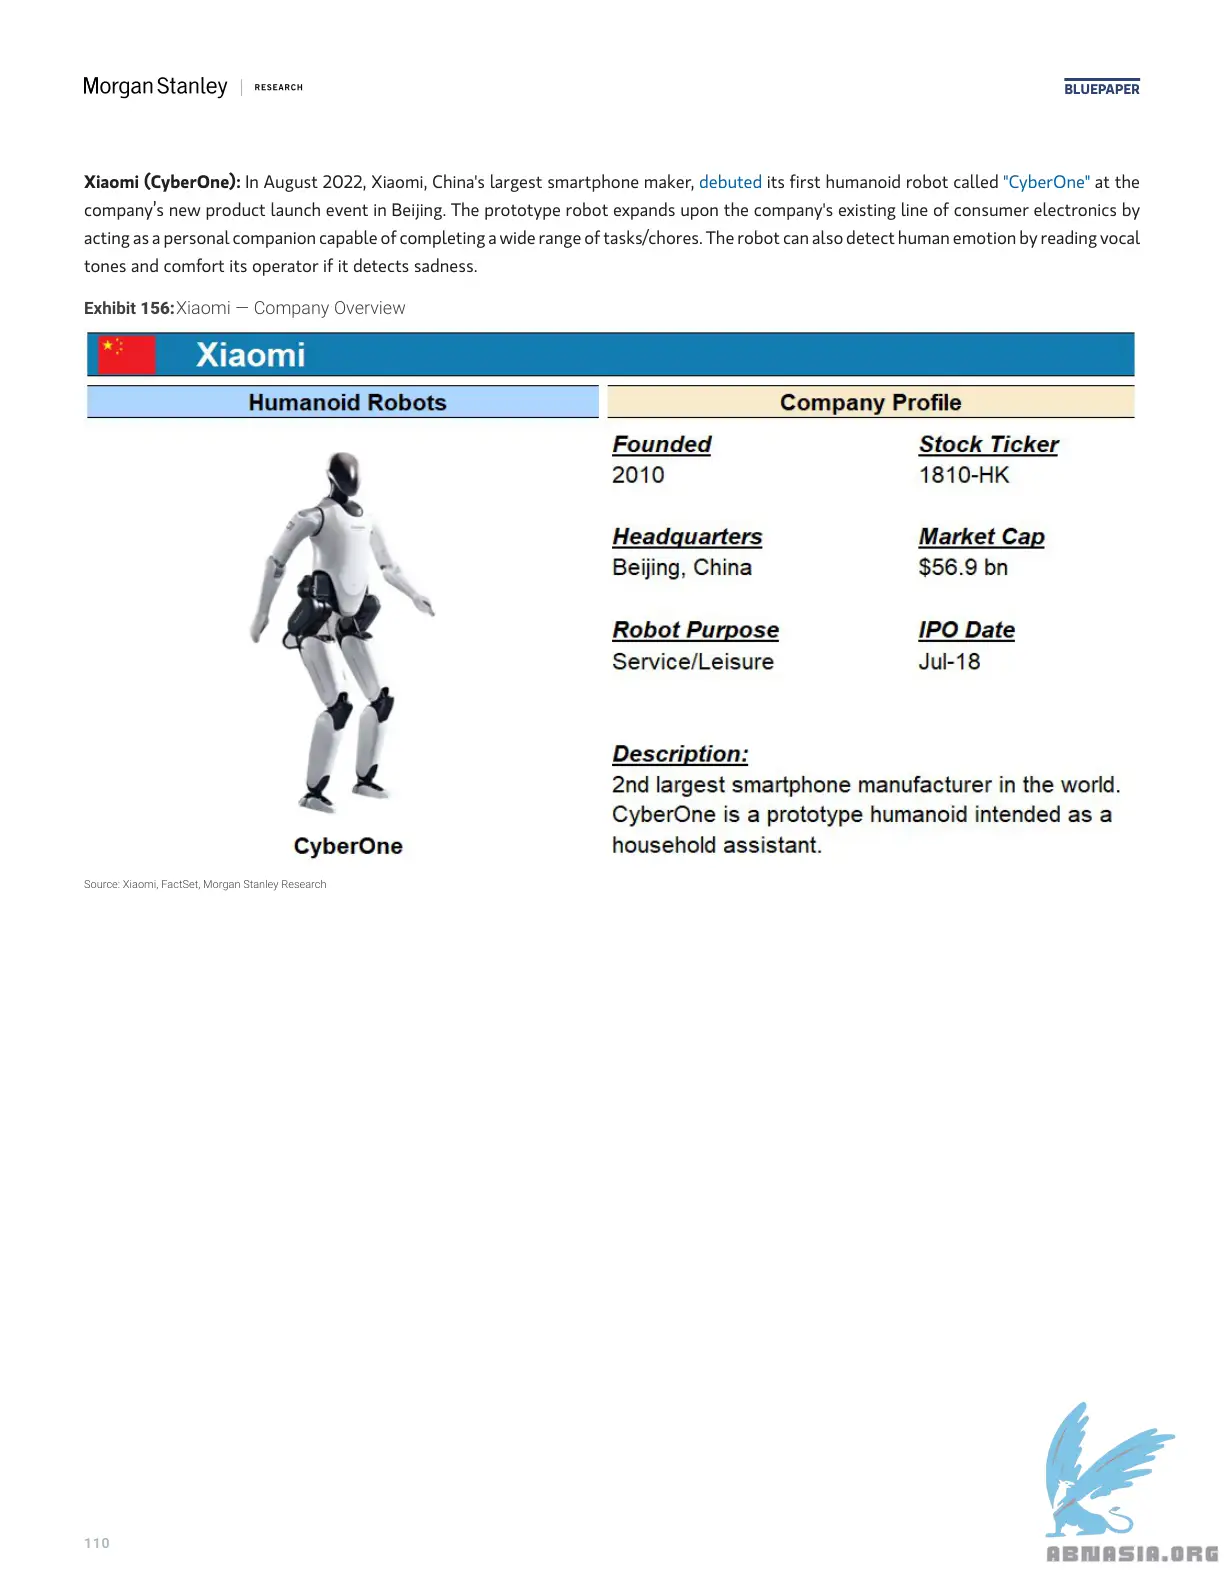 Morgan Stanley | RESEARCH
BLUEPAPER
Xiaomi (CyberOne): In August 2022, Xiaomi, China's largest smartphone maker, debuted its first humanoid robot called "CyberOne" at the
company's new product launch event in Beijing. The prototype robot expands upon the company's existing line of consumer electronics by
acting as a personal companion capable of completing a wide range of tasks/chores. The robot can also detect human emotion by reading vocal
tones and comfort its operator if it detects sadness.
Exhibit 156: Xiaomi — Company Overview
Xiaomi
Humanoid Robots
Company Profile
Founded
2010
Stock Ticker
1810-HK
Headquarters
Beijing, China
Market Cap
$56.9 bn
Robot Purpose
Service/Leisure
IPO Date
Jul-18
Description:
2nd largest smartphone manufacturer in the world.
CyberOne is a prototype humanoid intended as a
household assistant.
CyberOne
Source: Xiaomi, FactSet, Morgan Stanley Research
110
ABNASIA.ORG